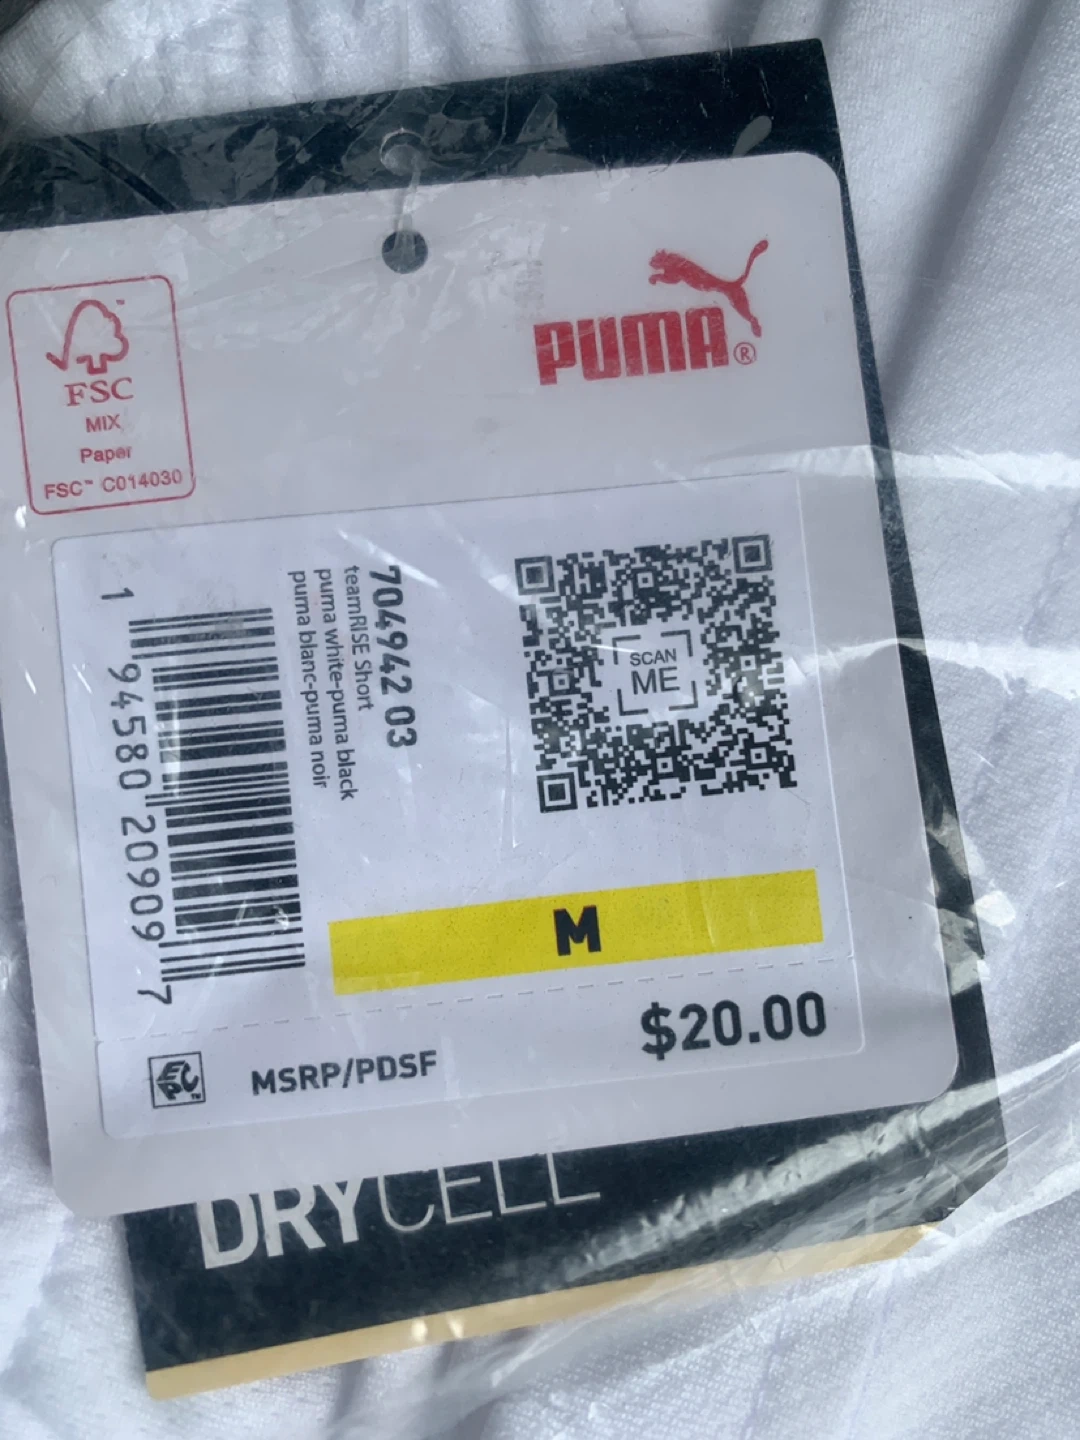 PUMA®
FSC
MIX
Paper
FSC™ C014030
704942 03
teamRISE Short
puma white-puma black
puma blanc-puma noir
1 94580 20909 7
SCAN
ME
M
$20.00
EPC™
MSRP/PDSF
DRYCELL